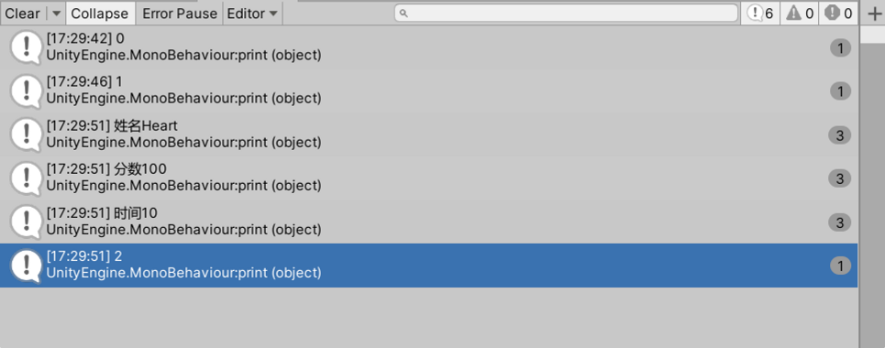 Clear Collapse Error Pause Editor 6 0 0
[17:29:42] 0 1
UnityEngine.MonoBehaviour:print (object)
[17:29:46] 1 1
UnityEngine.MonoBehaviour:print (object)
[17:29:51] 姓名Heart 3
UnityEngine.MonoBehaviour:print (object)
[17:29:51] 分数100 3
UnityEngine.MonoBehaviour:print (object)
[17:29:51] 时间10 3
UnityEngine.MonoBehaviour:print (object)
[17:29:51] 2 1
UnityEngine.MonoBehaviour:print (object)